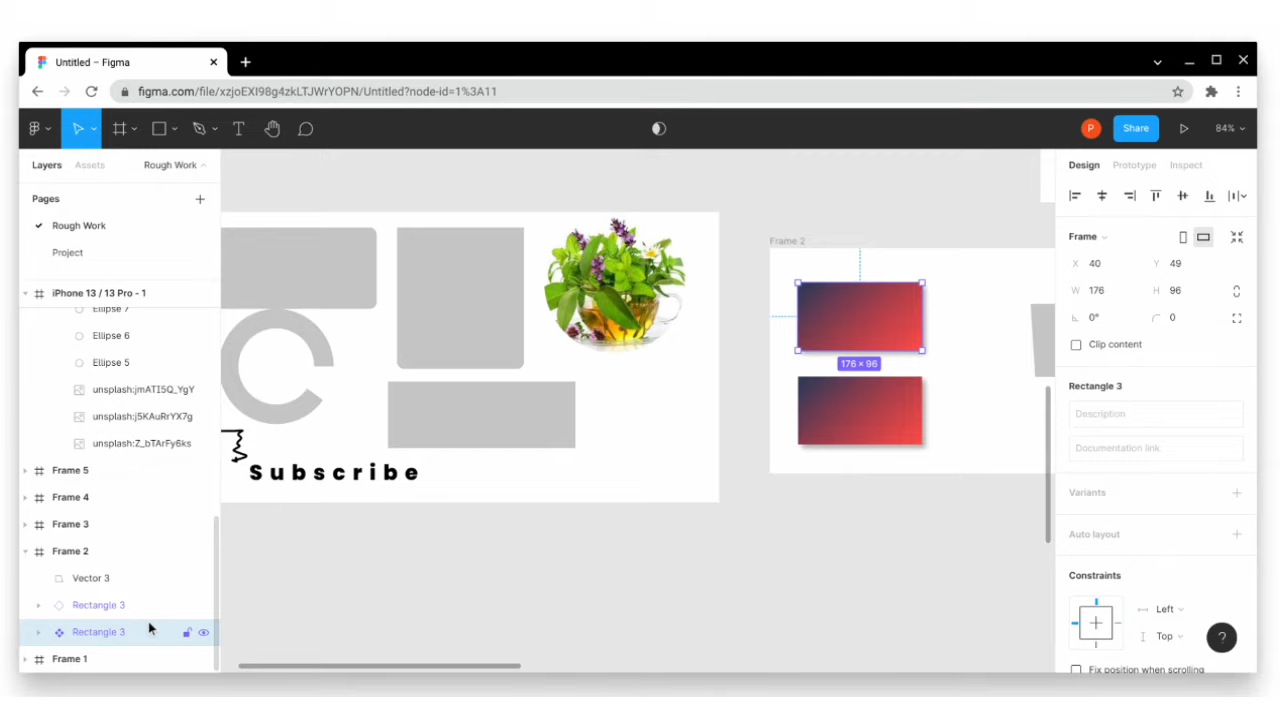 Untitled – Figma
figma.com/file/xzjoEXI98g4zkLTJWrYOPN/Untitled?node-id=1%3A11
P
Share
84%
Layers
Assets
Rough Work
Pages
Rough Work
Project
iPhone 13 / 13 Pro - 1
Ellipse 7
Ellipse 6
Ellipse 5
unsplash:jmATI5Q_YgY
unsplash:j5KAuRrYX7g
unsplash:Z_bTArFy6ks
Frame 5
Frame 4
Frame 3
Frame 2
Vector 3
Rectangle 3
Rectangle 3
Frame 1
Subscribe
Frame 2
176 × 96
Design
Prototype
Inspect
Frame
X 40
Y 49
W 176
H 96
0°
0
Clip content
Rectangle 3
Description
Documentation link
Variants
Auto layout
Constraints
Left
Top
Fix position when scrolling
?